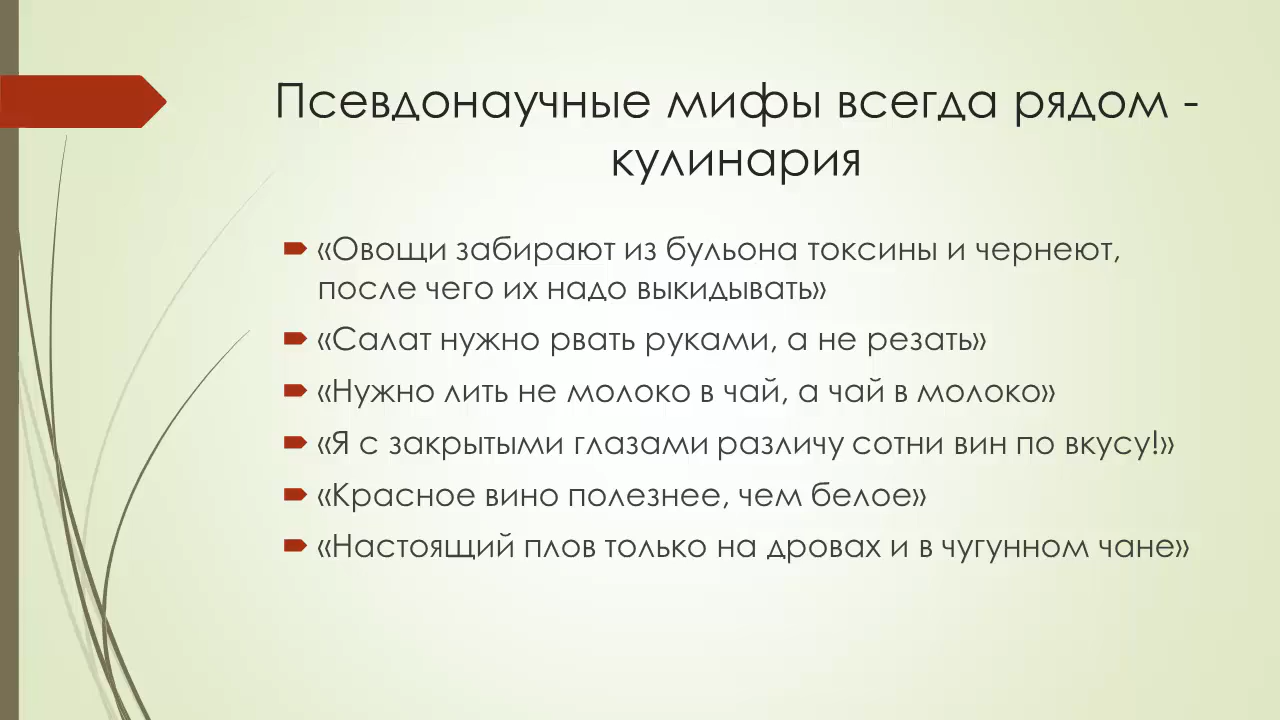 Псевдонаучные мифы всегда рядом -
кулинария
«Овощи забирают из бульона токсины и чернеют,
после чего их надо выкидывать»
«Салат нужно рвать руками, а не резать»
«Нужно лить не молоко в чай, а чай в молоко»
«Я с закрытыми глазами различу сотни вин по вкусу!»
«Красное вино полезнее, чем белое»
«Настоящий плов только на дровах и в чугунном чане»